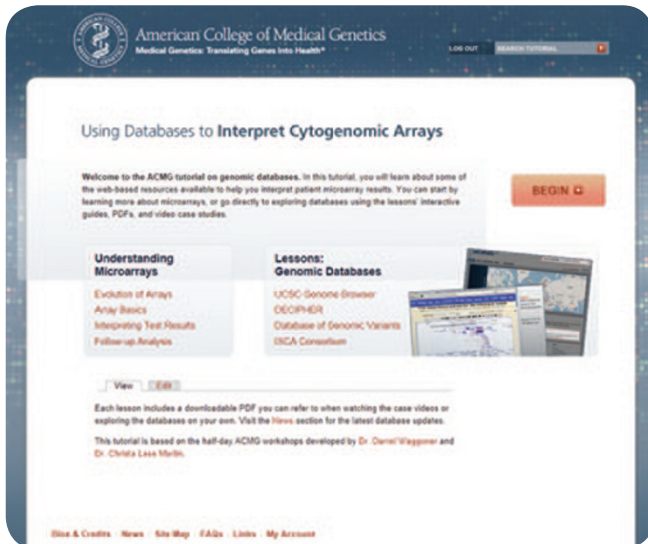 AMERICAN COLLEGE OF MEDICAL GENETICS
American College of Medical Genetics
Medical Genetics: Translating Genes Into Health®
LOG OUT
SEARCH TUTORIAL
Using Databases to Interpret Cytogenomic Arrays
Welcome to the ACMG tutorial on genomic databases. In this tutorial, you will learn about some of
the web-based resources available to help you interpret patient microarray results. You can start by
learning more about microarrays, or go directly to exploring databases using the lessons' interactive
guides, PDFs, and video case studies.
BEGIN
Understanding
Microarrays
Evolution of Arrays
Array Basics
Interpreting Test Results
Follow-up Analysis
Lessons:
Genomic Databases
UCSC Genome Browser
DECIPHER
Database of Genomic Variants
ISCA Consortium
View
Edit
Each lesson includes a downloadable PDF you can refer to when watching the case videos or
exploring the databases on your own. Visit the News section for the latest database updates.
This tutorial is based on the half-day ACMG workshops developed by Dr. Darrel Waggoner and
Dr. Christa Lese Martin.
Bios & Credits News Site Map FAQs Links My Account